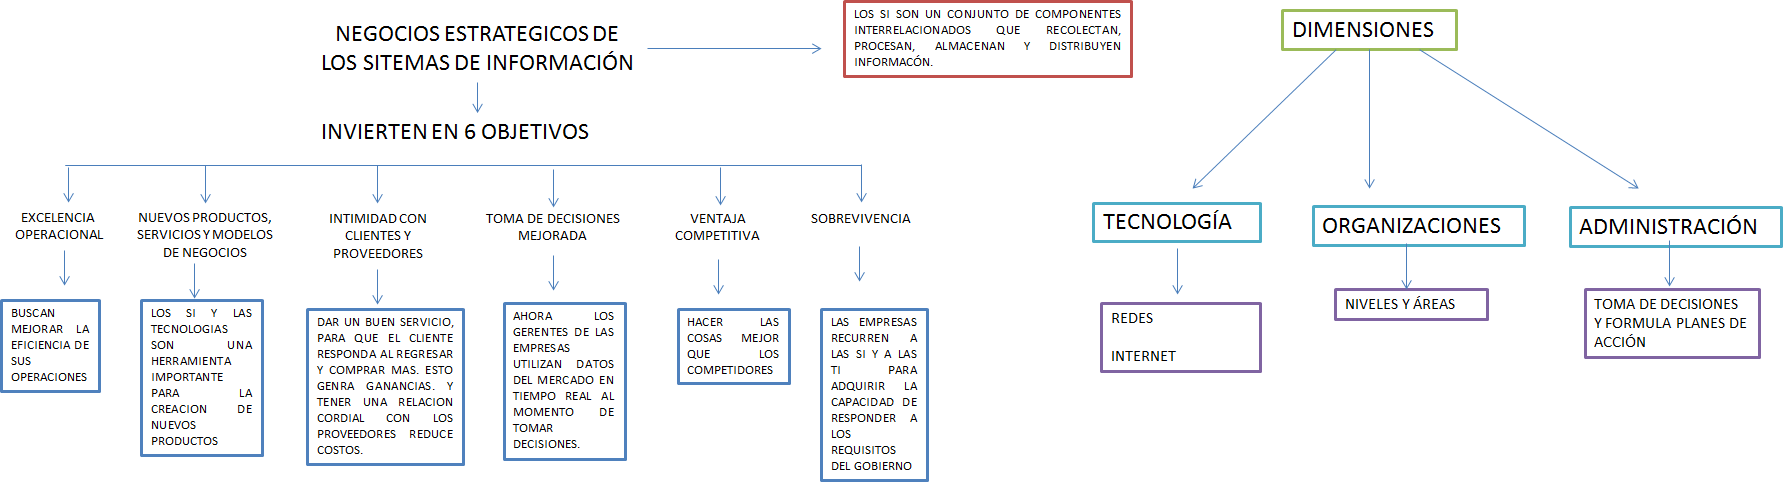 NEGOCIOS ESTRATEGICOS DE
LOS SITEMAS DE INFORMACIÓN
LOS SI SON UN CONJUNTO DE COMPONENTES
INTERRELACIONADOS QUE RECOLECTAN,
PROCESAN, ALMACENAN Y DISTRIBUYEN
INFORMACÓN.
INVIERTEN EN 6 OBJETIVOS
EXCELENCIA
OPERACIONAL
NUEVOS PRODUCTOS,
SERVICIOS Y MODELOS
DE NEGOCIOS
INTIMIDAD CON
CLIENTES Y
PROVEEDORES
TOMA DE DECISIONES
MEJORADA
VENTAJA
COMPETITIVA
SOBREVIVENCIA
BUSCAN
MEJORAR LA
EFICIENCIA DE
SUS
OPERACIONES
LOS SI Y LAS
TECNOLOGIAS
SON UNA
HERRAMIENTA
IMPORTANTE
PARA LA
CREACION DE
NUEVOS
PRODUCTOS
DAR UN BUEN SERVICIO,
PARA QUE EL CLIENTE
RESPONDA AL REGRESAR
Y COMPRAR MAS. ESTO
GENRA GANANCIAS. Y
TENER UNA RELACION
CORDIAL CON LOS
PROVEEDORES REDUCE
COSTOS.
AHORA LOS
GERENTES DE LAS
EMPRESAS
UTILIZAN DATOS
DEL MERCADO EN
TIEMPO REAL AL
MOMENTO DE
TOMAR
DECISIONES.
HACER LAS
COSAS MEJOR
QUE LOS
COMPETIDORES
LAS EMPRESAS
RECURREN A
LAS SI Y A LAS
TI PARA
ADQUIRIR LA
CAPACIDAD DE
RESPONDER A
LOS
REQUISITOS
DEL GOBIERNO
DIMENSIONES
TECNOLOGÍA
ORGANIZACIONES
ADMINISTRACIÓN
REDES
INTERNET
NIVELES Y ÁREAS
TOMA DE DECISIONES
Y FORMULA PLANES DE
ACCIÓN